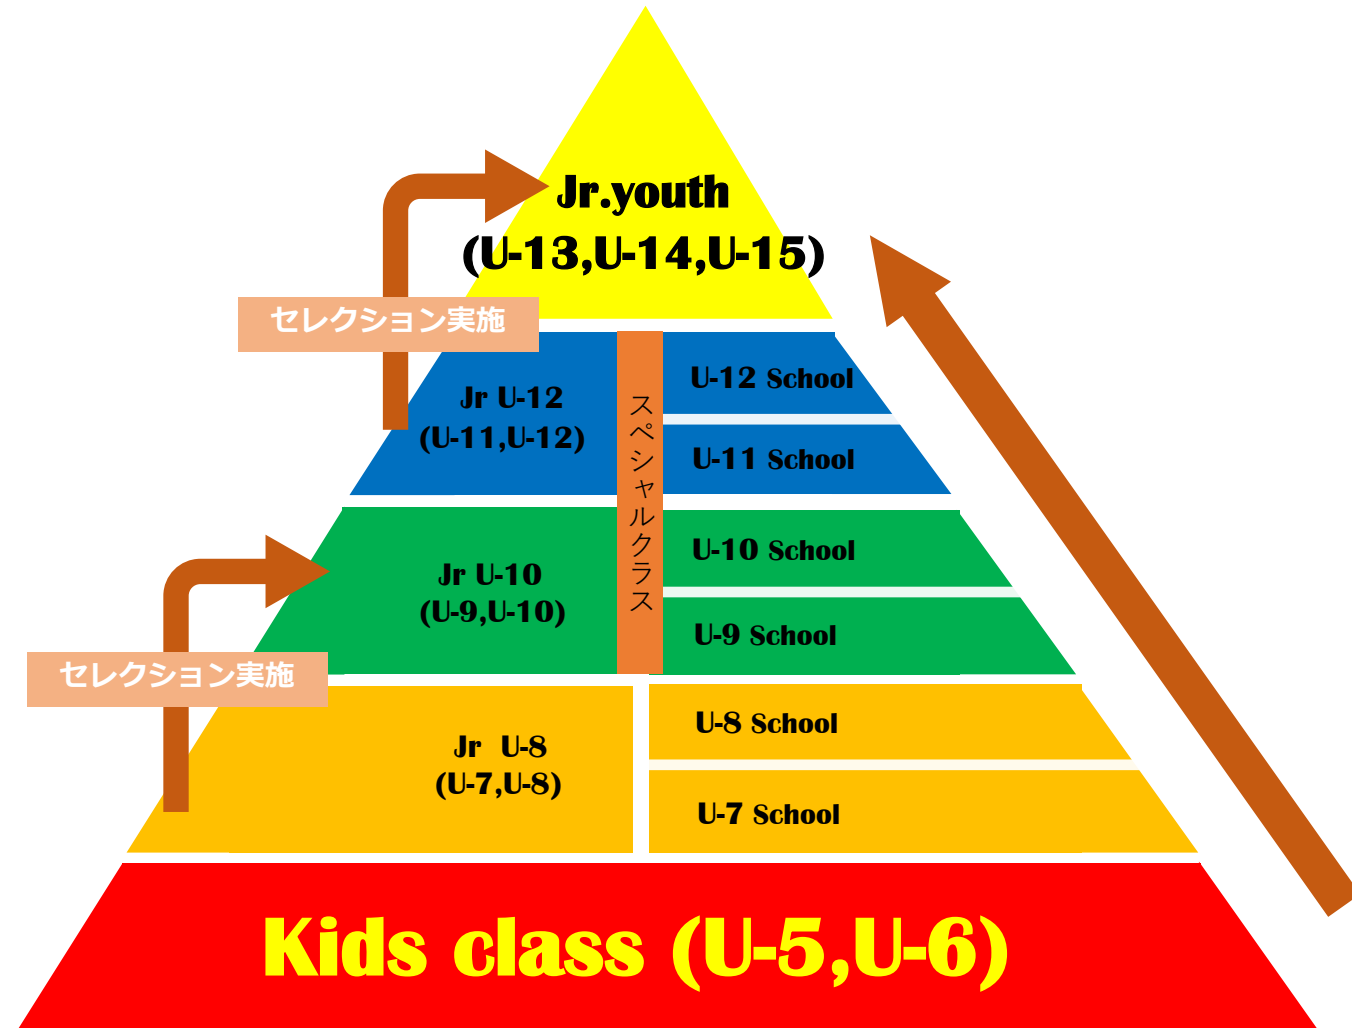 Jr.youth
(U-13,U-14,U-15)
セレクション実施
Jr U-12
(U-11,U-12)
スペシャルクラス
U-12 School
U-11 School
Jr U-10
(U-9,U-10)
U-10 School
U-9 School
セレクション実施
Jr U-8
(U-7,U-8)
U-8 School
U-7 School
Kids class (U-5,U-6)